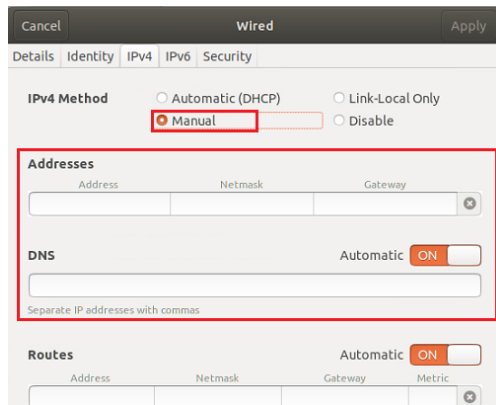 Cancel Wired Apply
Details Identity IPv4 IPv6 Security
IPv4 Method Automatic (DHCP) Link-Local Only
Manual Disable
Addresses
Address Netmask Gateway
DNS Automatic ON
Separate IP addresses with commas
Routes Automatic ON
Address Netmask Gateway Metric